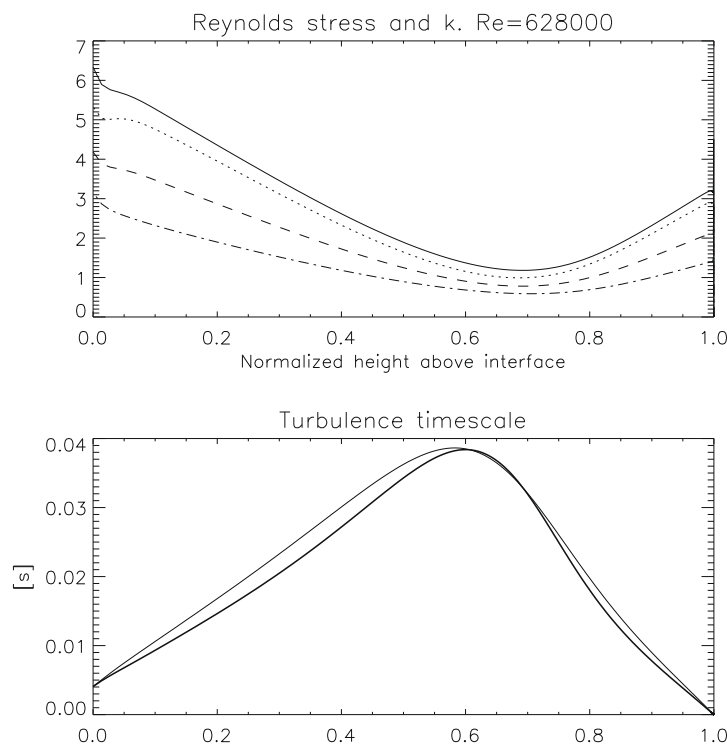 Reynolds stress and k. Re=628000
7
6
5
4
3
2
1
0
0.0 0.2 0.4 0.6 0.8 1.0
Normalized height above interface
Turbulence timescale
0.04
0.03
[s]
0.02
0.01
0.00
0.0 0.2 0.4 0.6 0.8 1.0